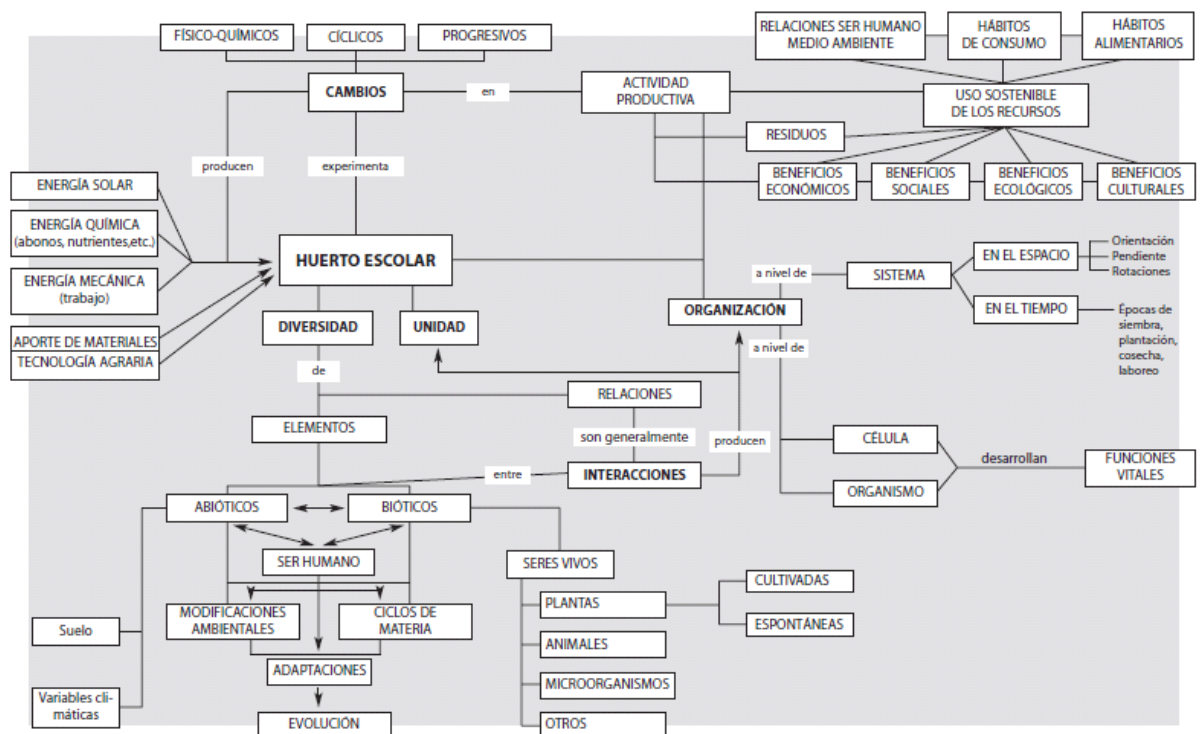 FÍSICO-QUÍMICOS
CÍCLICOS
PROGRESIVOS
RELACIONES SER HUMANO
MEDIO AMBIENTE
HÁBITOS
DE CONSUMO
HÁBITOS
ALIMENTARIOS
CAMBIOS
en
ACTIVIDAD
PRODUCTIVA
USO SOSTENIBLE
DE LOS RECURSOS
RESIDUOS
producen
experimenta
BENEFICIOS
ECONÓMICOS
BENEFICIOS
SOCIALES
BENEFICIOS
ECOLÓGICOS
BENEFICIOS
CULTURALES
ENERGÍA SOLAR
ENERGÍA QUÍMICA
(abonos, nutrientes,etc.)
ENERGÍA MECÁNICA
(trabajo)
APORTE DE MATERIALES
TECNOLOGÍA AGRARIA
HUERTO ESCOLAR
a nivel de
SISTEMA
EN EL ESPACIO
Orientación
Pendiente
Rotaciones
EN EL TIEMPO
Épocas de
siembra,
plantación,
cosecha,
laboreo
DIVERSIDAD
UNIDAD
ORGANIZACIÓN
a nivel de
de
RELACIONES
ELEMENTOS
son generalmente
producen
CÉLULA
desarrollan
FUNCIONES
VITALES
entre
INTERACCIONES
ORGANISMO
ABIÓTICOS
BIÓTICOS
SER HUMANO
SERES VIVOS
CULTIVADAS
PLANTAS
ESPONTÁNEAS
MODIFICACIONES
AMBIENTALES
CICLOS DE
MATERIA
Suelo
ANIMALES
ADAPTACIONES
MICROORGANISMOS
Variables cli-
máticas
EVOLUCIÓN
OTROS